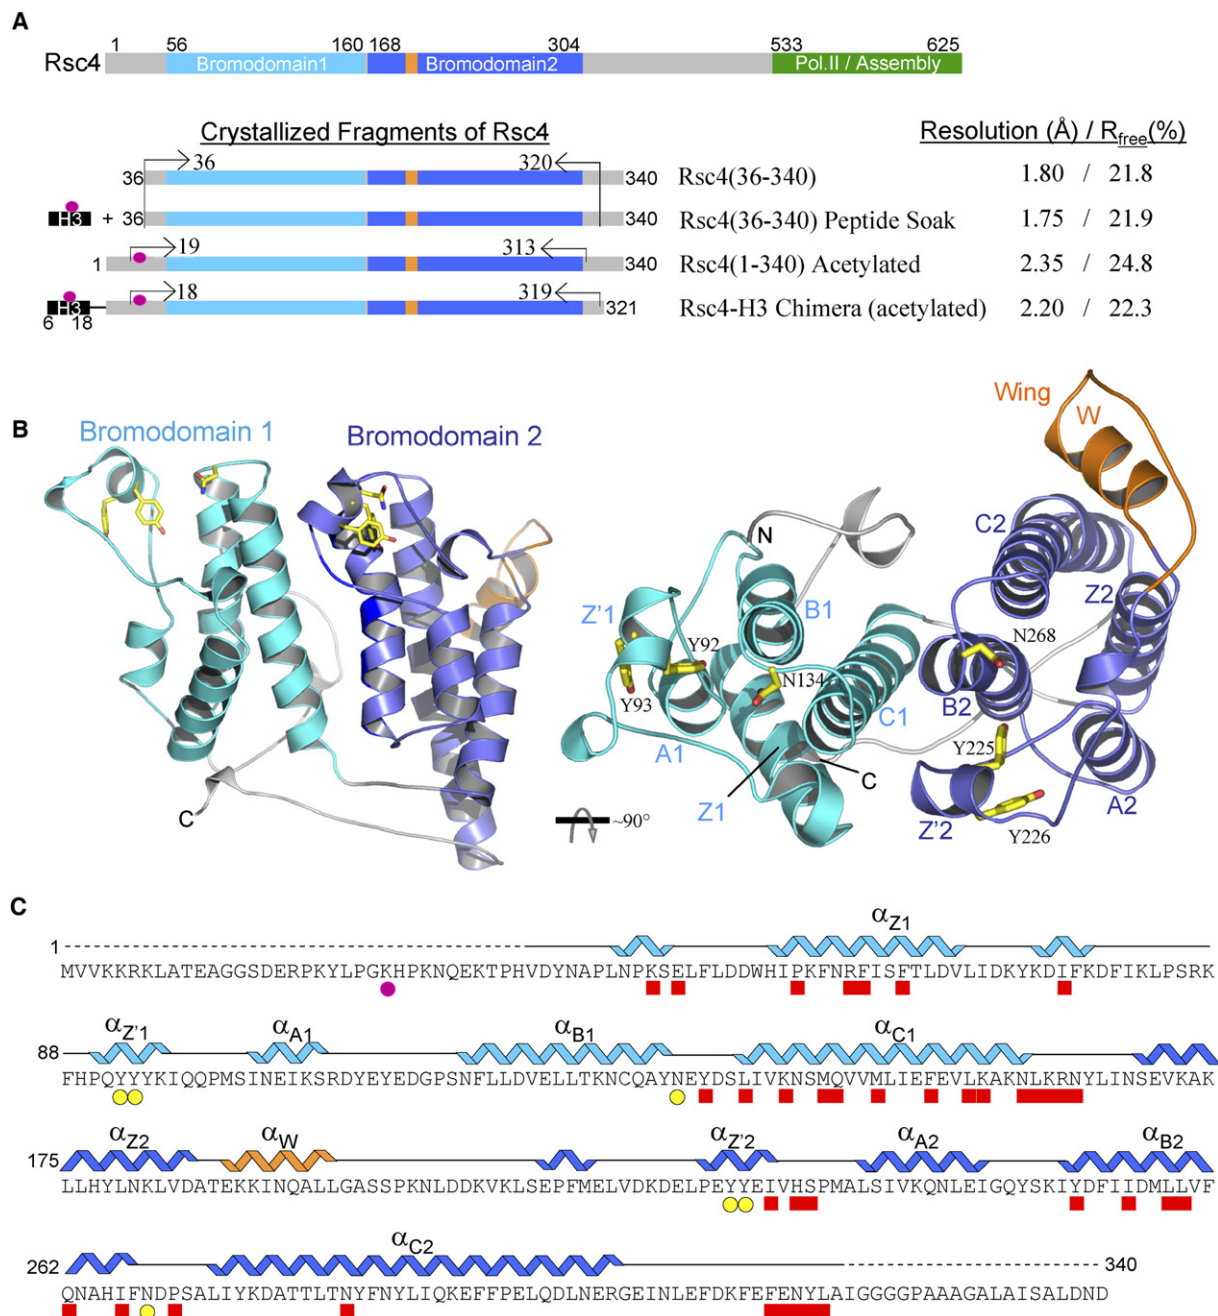 A
1 56 160 168 304 533 625
Rsc4 Bromodomain1 Bromodomain2 Pol.II / Assembly
Crystallized Fragments of Rsc4
Resolution (Å) / Rfree(%)
36 36 320 340 Rsc4(36-340) 1.80 / 21.8
H3 + 36 340 Rsc4(36-340) Peptide Soak 1.75 / 21.9
1 19 313 340 Rsc4(1-340) Acetylated 2.35 / 24.8
H3 18 319 321 Rsc4-H3 Chimera (acetylated) 2.20 / 22.3
6 18
B
Bromodomain 1
Bromodomain 2
C
~90°
Wing
W
N
C2
Z2
Z'1
B1
Y92
N268
Y93
N134
B2
A1
C1
Y225
C
Z1
A2
Z'2
Y226
C
αZ1
1
MVVKKRKLATEAGGSDERPKYLPGKHPKNQEKTPHVDYNAPLNPKSELFLDDWHIPKFNRFISFTLDVLIDKYKDIFKDFIKLPSRK
αZ'1 αA1 αB1 αC1
88
FHPQYYYKIQQPMSINEIKSRDYEYEDGPSNFLLDVELLTKNCQAYNEYDSLIVKNSMQVVMLIEFEVLKAKNLKRNYLINSEVKAK
αZ2 αW αZ'2 αA2 αB2
175
LLHYLNKLVDATEKKINQALLGASSPKNLDDKVKLSEPFMELVDKDELPEYYEIVHSPMALSIVKQNLEIGQYSKIYDFIIDMLLVF
αC2
262 340
QNAHIFNDPSALIYKDATTLTNYFNYLIQKEFFPELQDLNERGEINLEFDKFEFENYLAIGGGGPAAAGALAISALDND